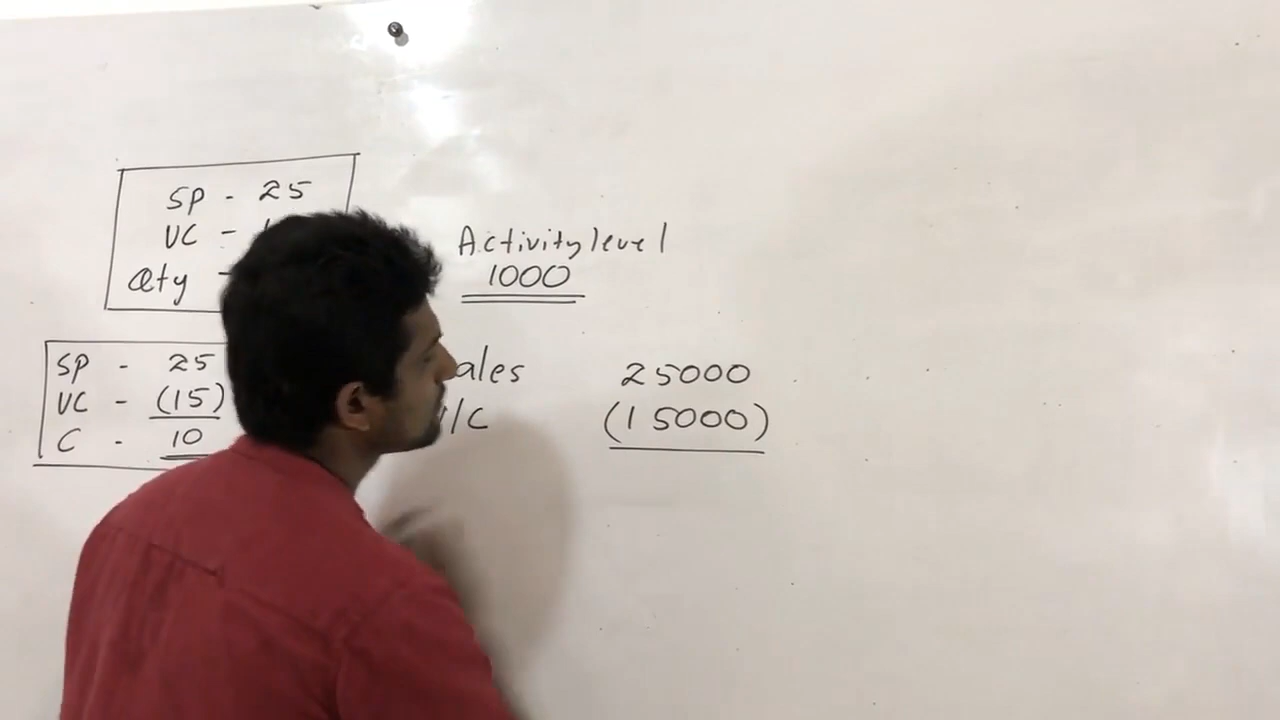 SP - 25
VC -
Qty -
Activity level
1000
SP - 25
VC - (15)
C - 10
ales 25000
/C (15000)